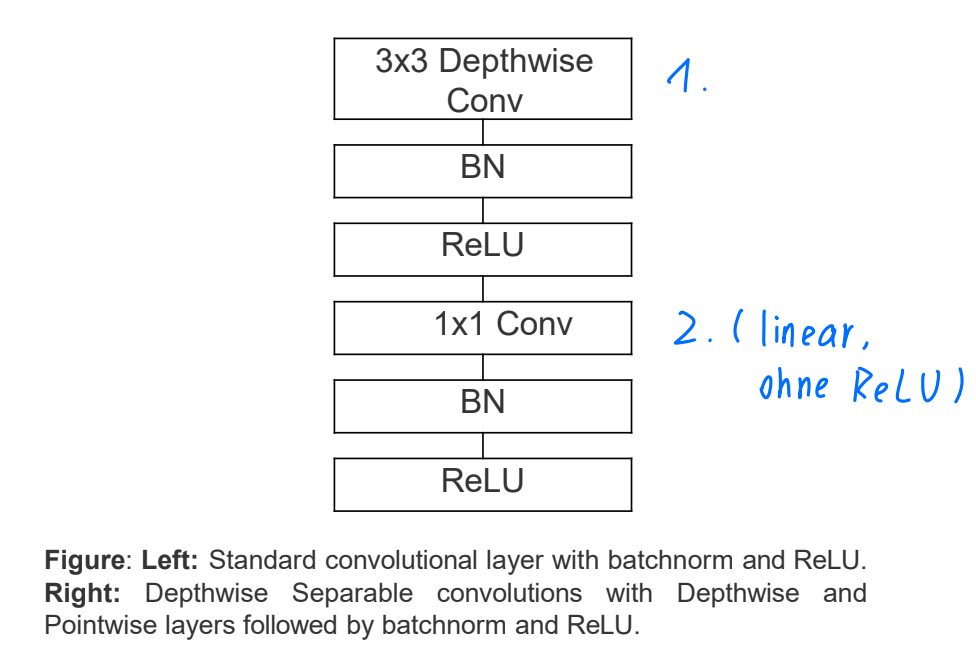 3x3 Depthwise
Conv
1.
BN
ReLU
1x1 Conv
2. (linear,
ohne ReLU)
BN
ReLU
Figure: Left: Standard convolutional layer with batchnorm and ReLU.
Right: Depthwise Separable convolutions with Depthwise and
Pointwise layers followed by batchnorm and ReLU.